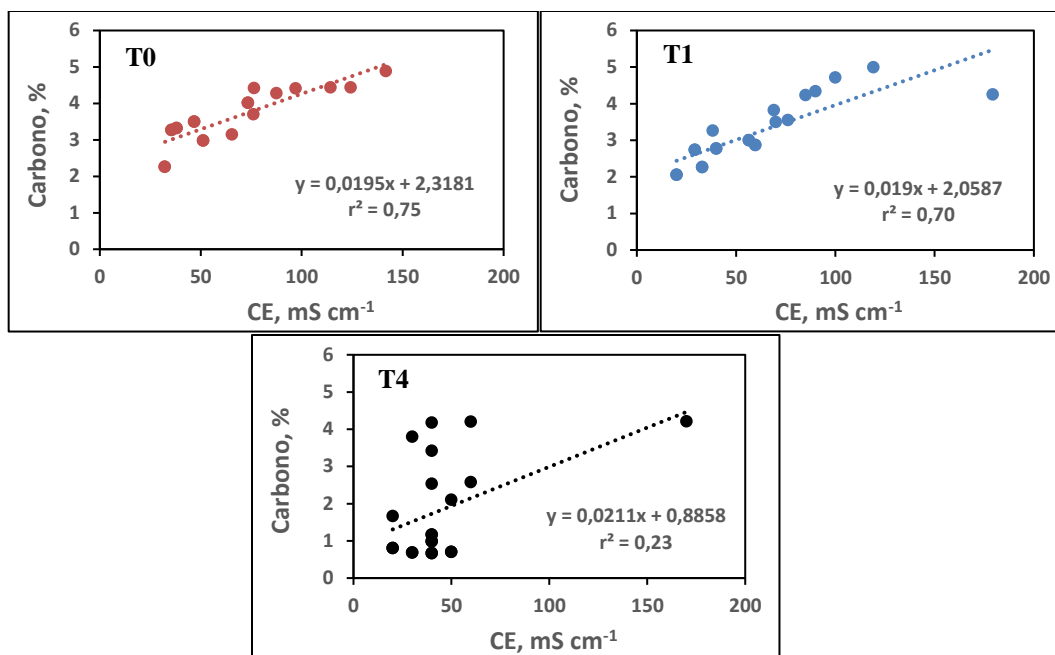 T0
6
5
4
3
2
1
0
Carbono, %
y = 0,0195x + 2,3181
r² = 0,75
0 50 100 150 200
CE, mS cm⁻¹
T1
6
5
4
3
2
1
0
Carbono, %
y = 0,019x + 2,0587
r² = 0,70
0 50 100 150 200
CE, mS cm⁻¹
T4
6
5
4
3
2
1
0
Carbono, %
y = 0,0211x + 0,8858
r² = 0,23
0 50 100 150 200
CE, mS cm⁻¹